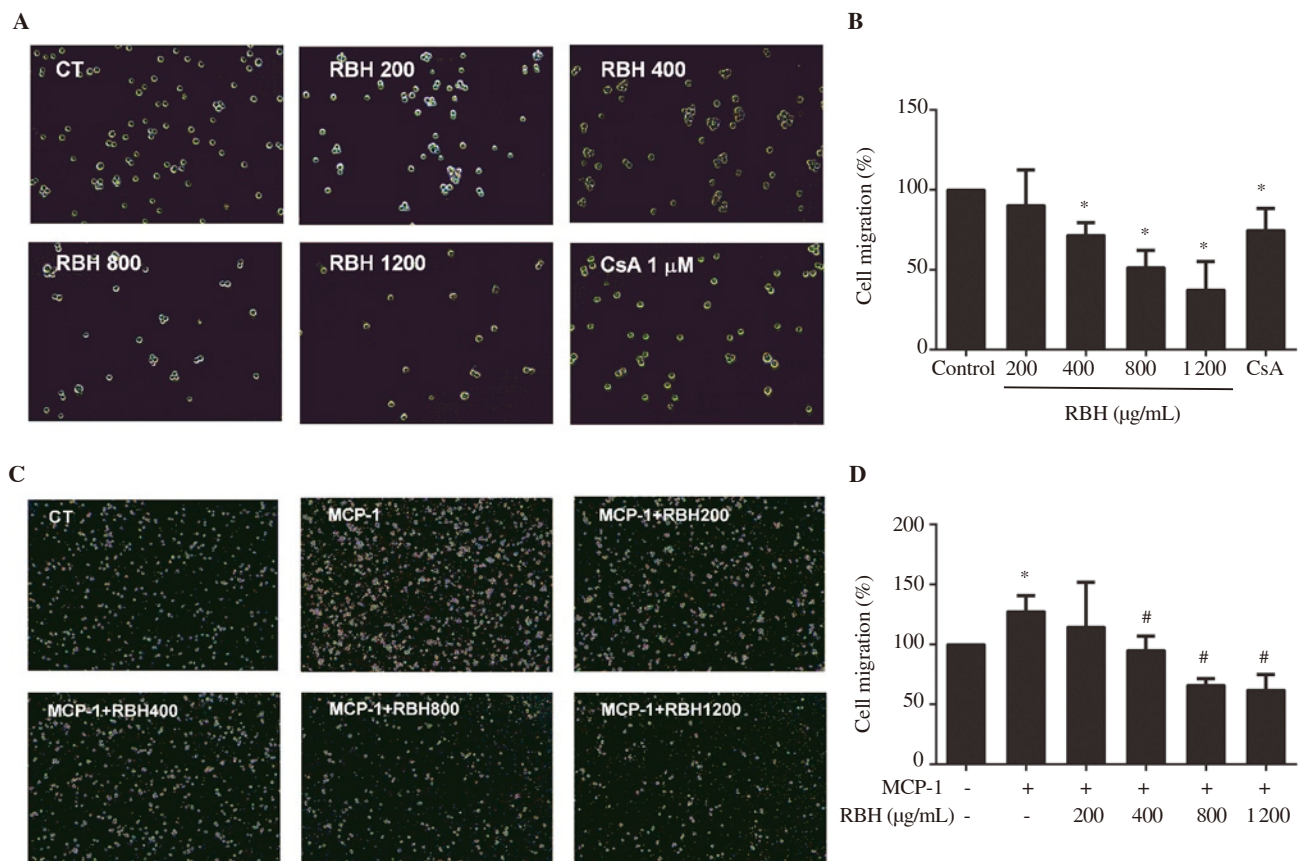 A
CT
RBH 200
RBH 400
RBH 800
RBH 1200
CsA 1 μM
B
150
100
50
0
Cell migration (%)
*
*
*
*
Control 200 400 800 1200 CsA
RBH (μg/mL)
C
CT
MCP-1
MCP-1+RBH200
MCP-1+RBH400
MCP-1+RBH800
MCP-1+RBH1200
D
200
150
100
50
0
Cell migration (%)
*
#
#
#
MCP-1 - + + + + +
RBH (μg/mL) - - 200 400 800 1 200